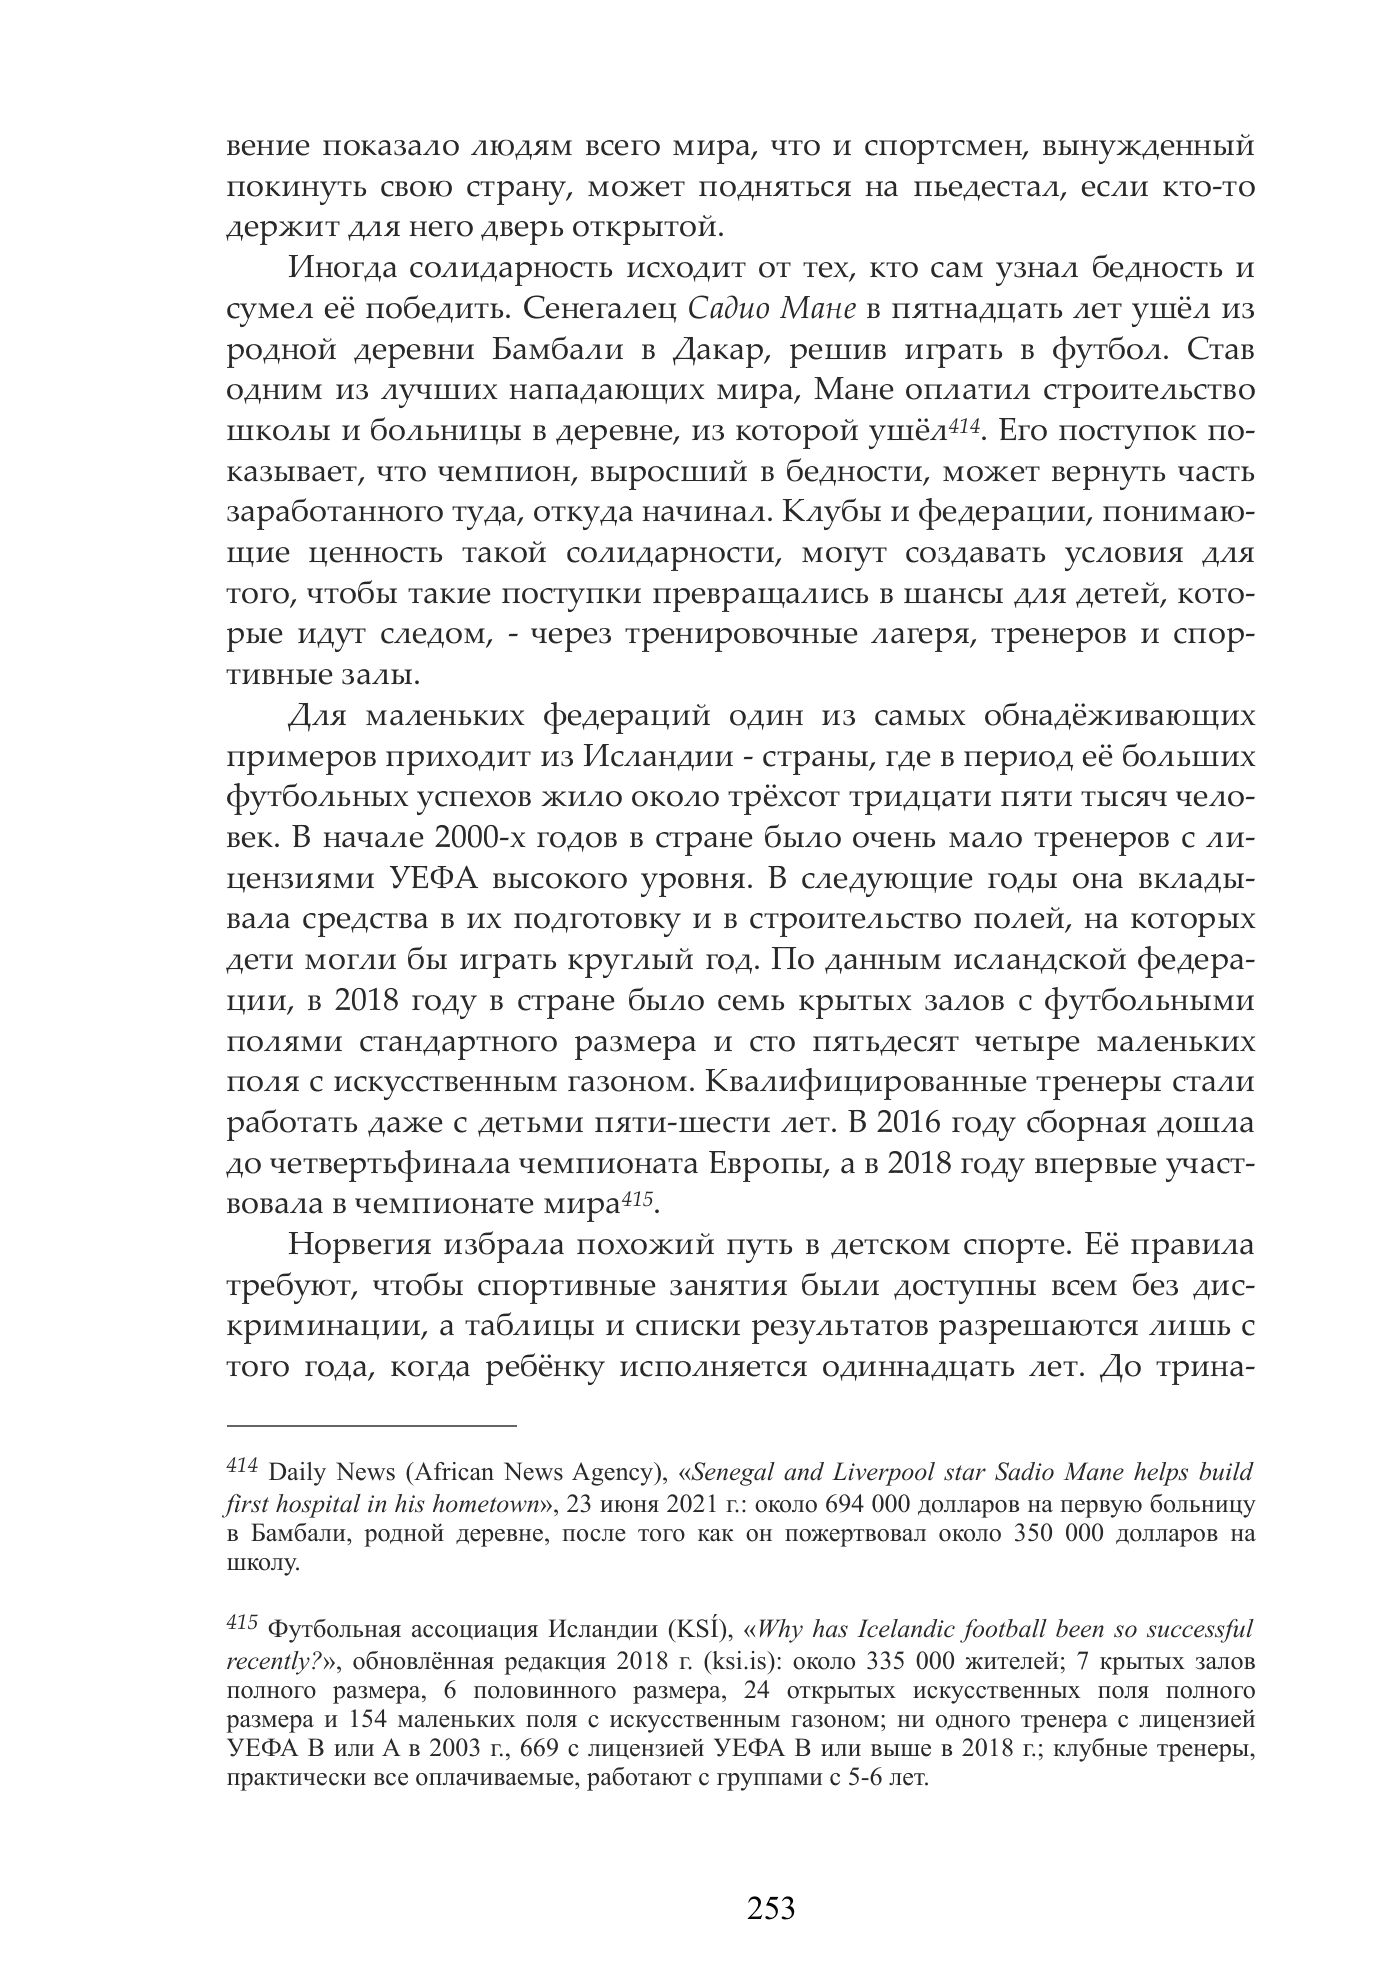 вение показало людям всего мира, что и спортсмен, вынужденный
покинуть свою страну, может подняться на пьедестал, если кто-то
держит для него дверь открытой.
Иногда солидарность исходит от тех, кто сам узнал бедность и
сумел её победить. Сенегалец Садио Мане в пятнадцать лет ушёл из
родной деревни Бамбали в Дакар, решив играть в футбол. Став
одним из лучших нападающих мира, Мане оплатил строительство
школы и больницы в деревне, из которой ушёл414. Его поступок по-
казывает, что чемпион, выросший в бедности, может вернуть часть
заработанного туда, откуда начинал. Клубы и федерации, понимаю-
щие ценность такой солидарности, могут создавать условия для
того, чтобы такие поступки превращались в шансы для детей, кото-
рые идут следом, - через тренировочные лагеря, тренеров и спор-
тивные залы.
Для маленьких федераций один из самых обнадёживающих
примеров приходит из Исландии - страны, где в период её больших
футбольных успехов жило около трёхсот тридцати пяти тысяч чело-
век. В начале 2000-х годов в стране было очень мало тренеров с ли-
цензиями УЕФА высокого уровня. В следующие годы она вклады-
вала средства в их подготовку и в строительство полей, на которых
дети могли бы играть круглый год. По данным исландской федера-
ции, в 2018 году в стране было семь крытых залов с футбольными
полями стандартного размера и сто пятьдесят четыре маленьких
поля с искусственным газоном. Квалифицированные тренеры стали
работать даже с детьми пяти-шести лет. В 2016 году сборная дошла
до четвертьфинала чемпионата Европы, а в 2018 году впервые участ-
вовала в чемпионате мира415.
Норвегия избрала похожий путь в детском спорте. Её правила
требуют, чтобы спортивные занятия были доступны всем без дис-
криминации, а таблицы и списки результатов разрешаются лишь с
того года, когда ребёнку исполняется одиннадцать лет. До трина-
414 Daily News (African News Agency), «Senegal and Liverpool star Sadio Mane helps build
first hospital in his hometown», 23 июня 2021 г.: около 694 000 долларов на первую больницу
в Бамбали, родной деревне, после того как он пожертвовал около 350 000 долларов на
школу.
415 Футбольная ассоциация Исландии (KSÍ), «Why has Icelandic football been so successful
recently?», обновлённая редакция 2018 г. (ksi.is): около 335 000 жителей; 7 крытых залов
полного размера, 6 половинного размера, 24 открытых искусственных поля полного
размера и 154 маленьких поля с искусственным газоном; ни одного тренера с лицензией
УЕФА B или A в 2003 г., 669 с лицензией УЕФА B или выше в 2018 г.; клубные тренеры,
практически все оплачиваемые, работают с группами с 5-6 лет.
253